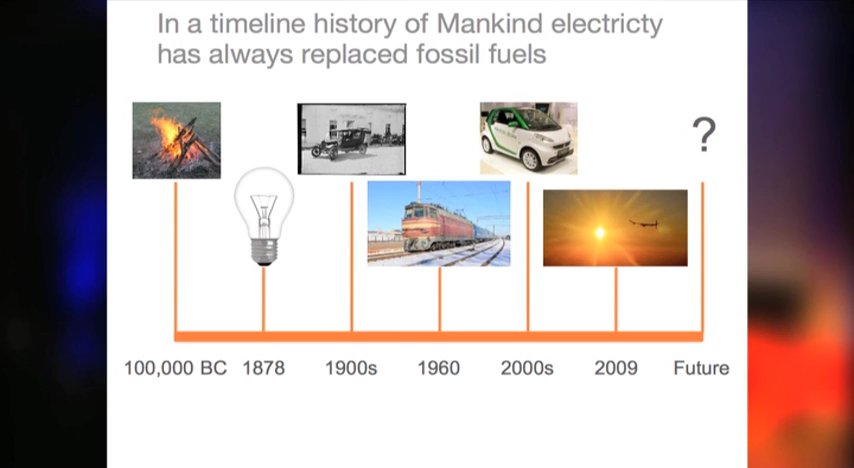 In a timeline history of Mankind electricty
has always replaced fossil fuels
?
100,000 BC 1878 1900s 1960 2000s 2009 Future